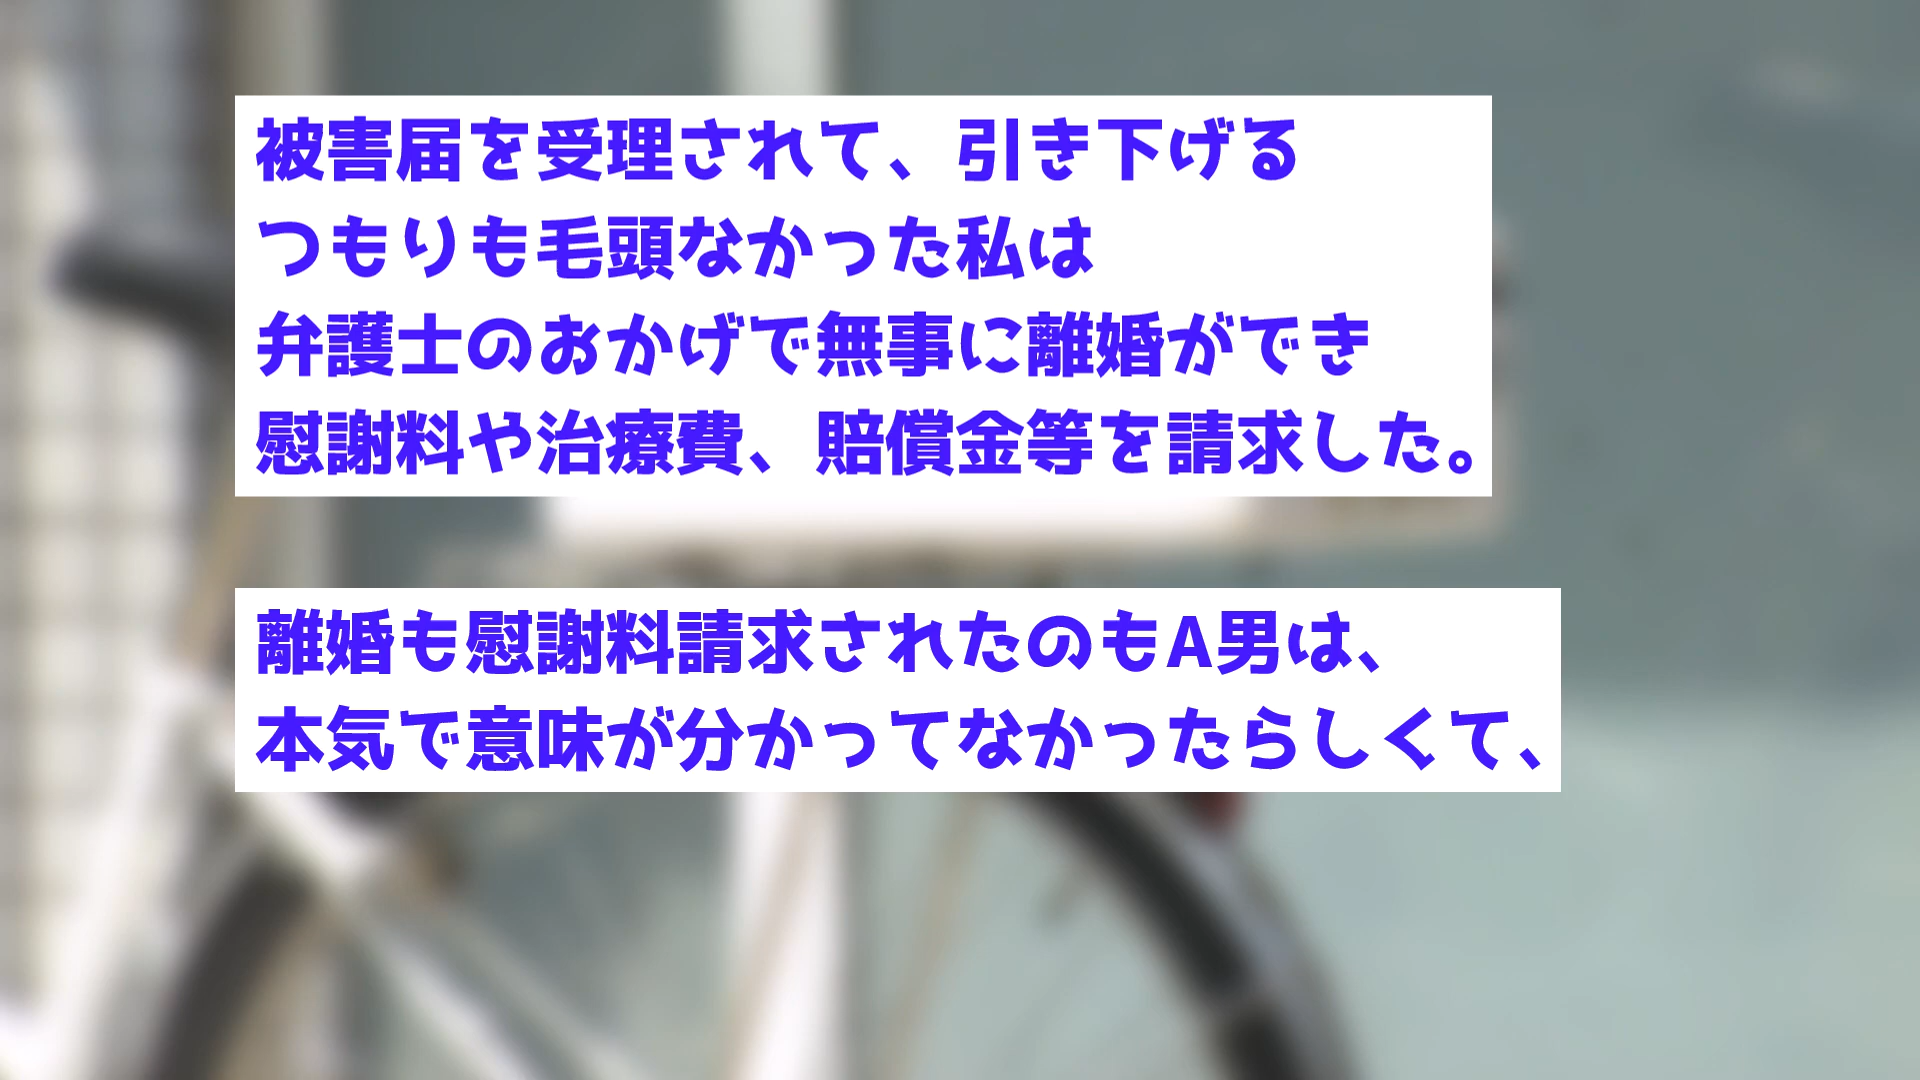 被害届を受理されて、引き下げる
つもりも毛頭なかった私は
弁護士のおかげで無事に離婚ができ
慰謝料や治療費、賠償金等を請求した。
離婚も慰謝料請求されたのもA男は、
本気で意味が分かってなかったらしくて、